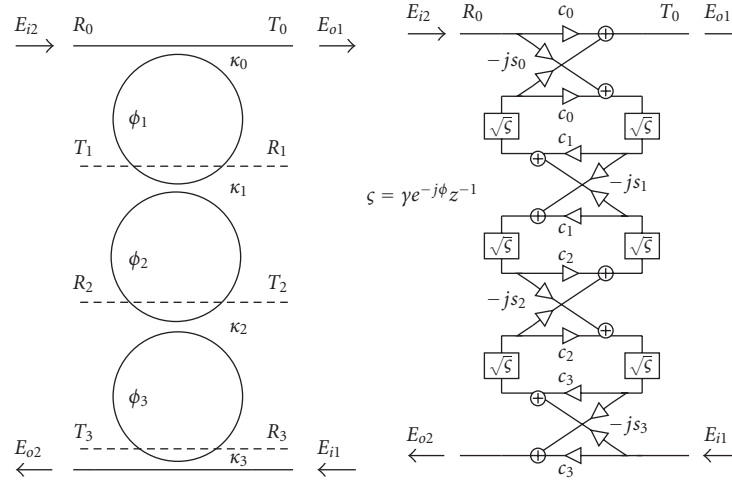 E_{i2} R_0 T_0 E_{o1}
κ_0
ϕ_1
T_1 R_1
κ_1
ϕ_2
R_2 T_2
κ_2
ϕ_3
T_3 R_3
E_{o2} κ_3 E_{i1}
E_{i2} R_0 c_0 T_0 E_{o1}
−js_0
c_0
√ς √ς
c_1
−js_1
ς = γe^{−jϕ}z^{−1}
c_1
√ς √ς
c_2
−js_2
c_2
√ς √ς
c_3
−js_3
E_{o2} E_{i1}
c_3